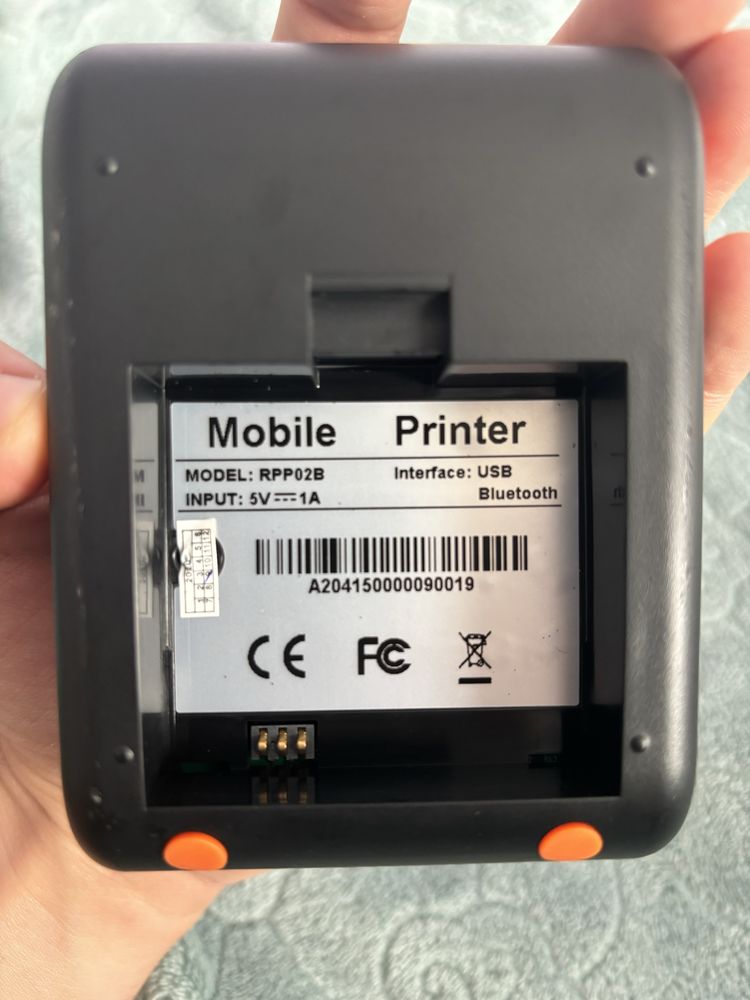 Mobile Printer
MODEL: RPP02B Interface: USB
INPUT: 5V⎓1A Bluetooth
A204150000090019
CE FC